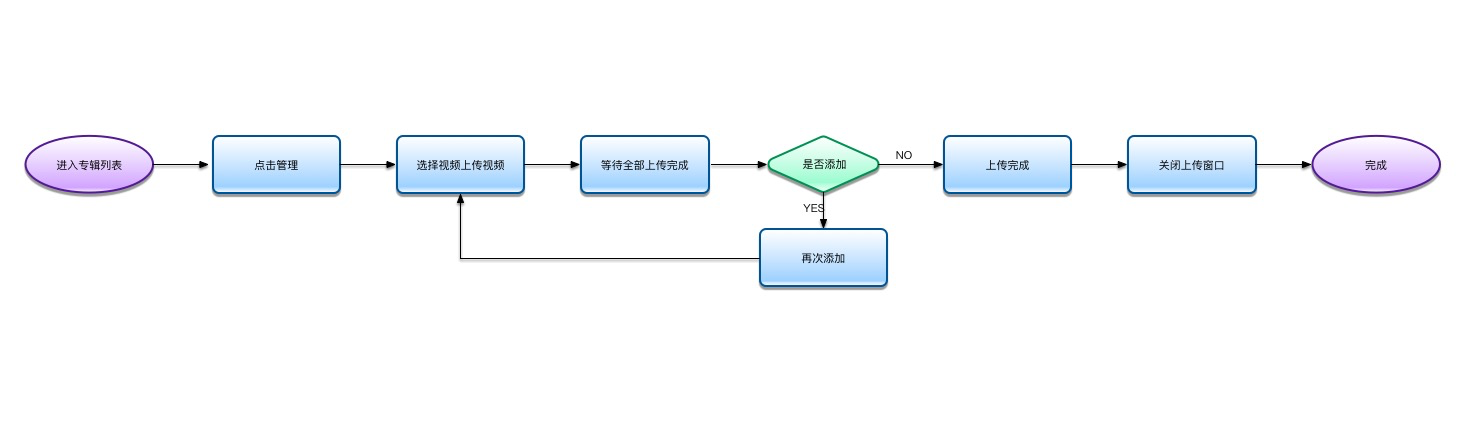 进入专辑列表
点击管理
选择视频上传视频
等待全部上传完成
是否添加
NO
上传完成
关闭上传窗口
完成
YES
再次添加